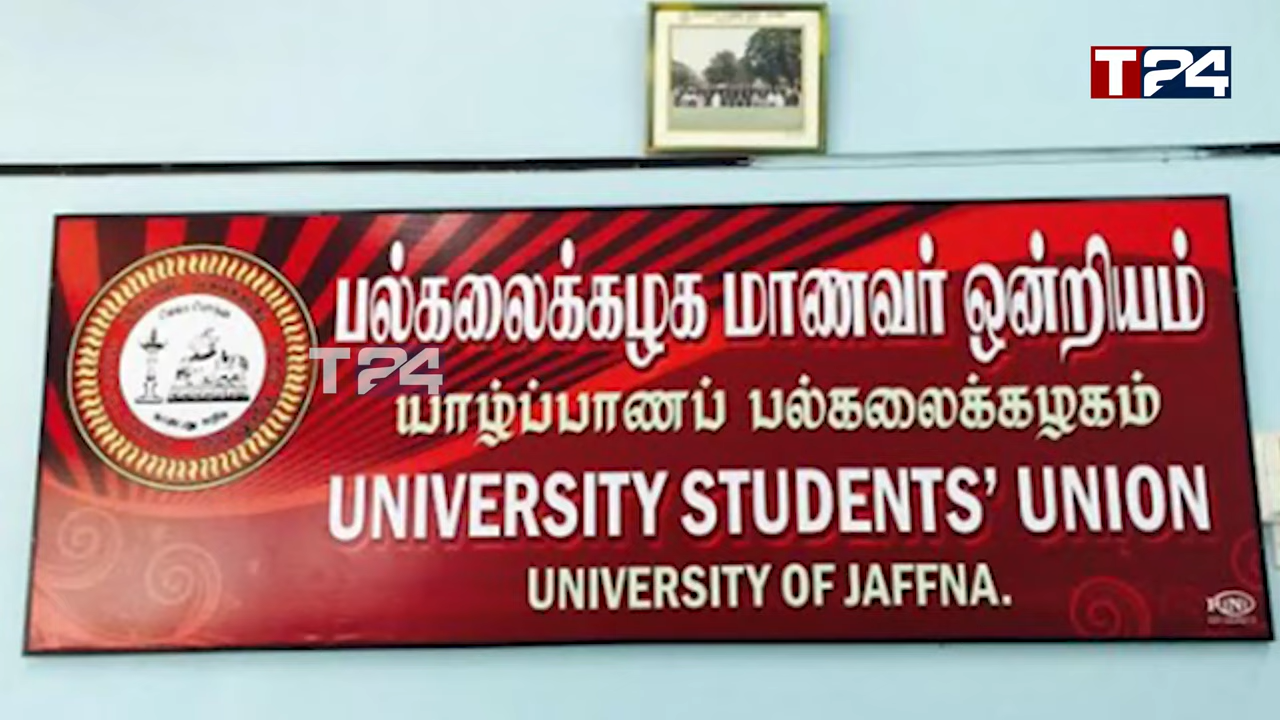 T24
பல்கலைக்கழக மாணவர் ஒன்றியம்
T24
யாழ்ப்பாணப் பல்கலைக்கழகம்
UNIVERSITY STUDENTS' UNION
UNIVERSITY OF JAFFNA.